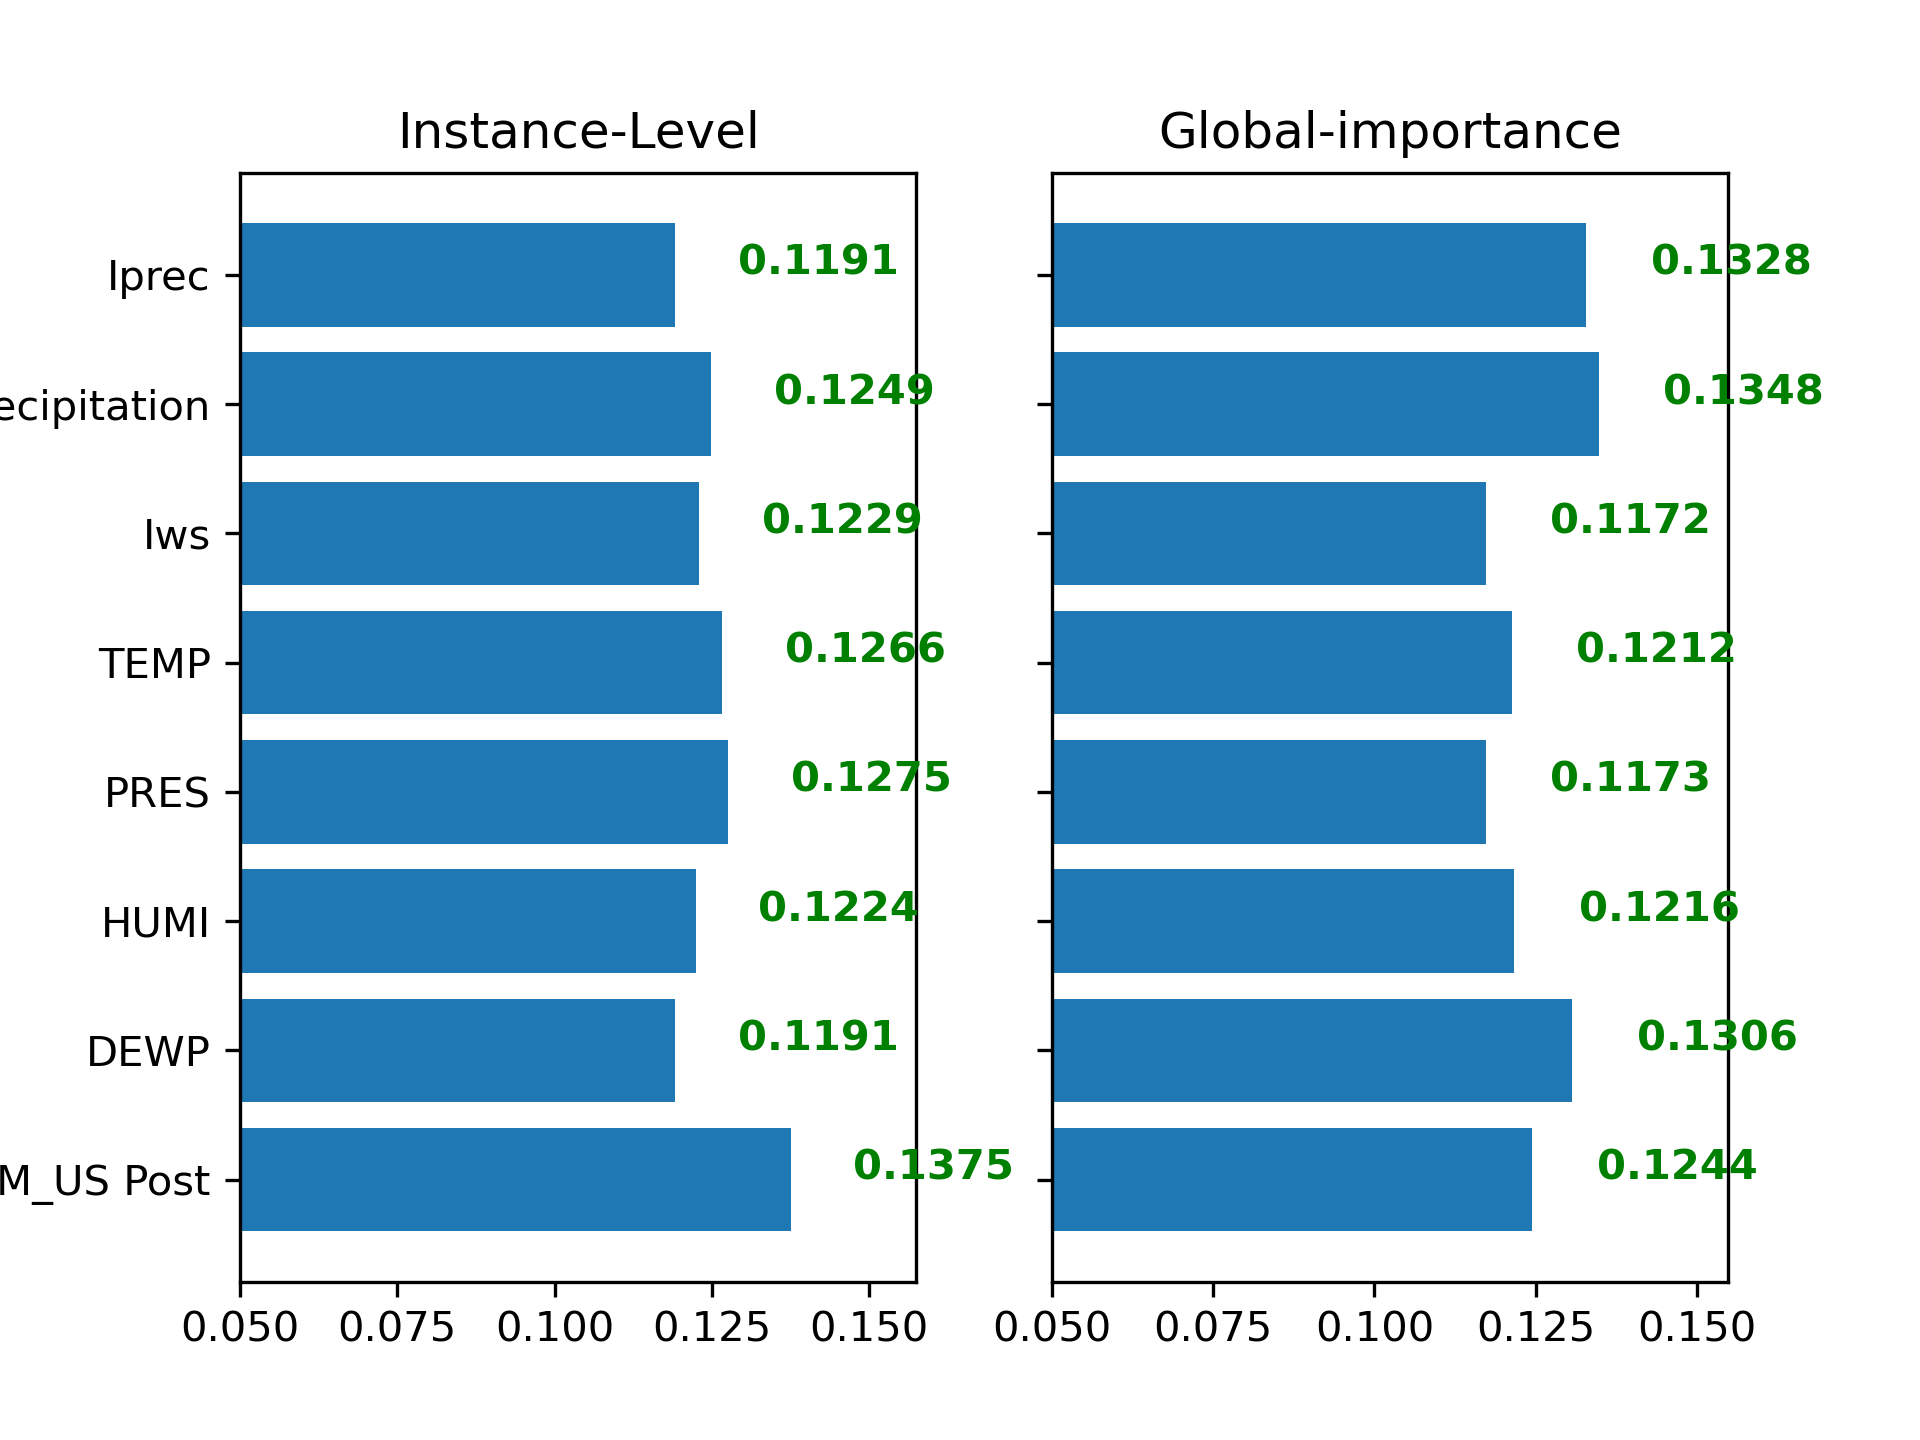 Instance-Level Global-importance
Iprec 0.1191 0.1328
ecipitation 0.1249 0.1348
Iws 0.1229 0.1172
TEMP 0.1266 0.1212
PRES 0.1275 0.1173
HUMI 0.1224 0.1216
DEWP 0.1191 0.1306
M_US Post 0.1375 0.1244
0.050 0.075 0.100 0.125 0.150 0.050 0.075 0.100 0.125 0.150